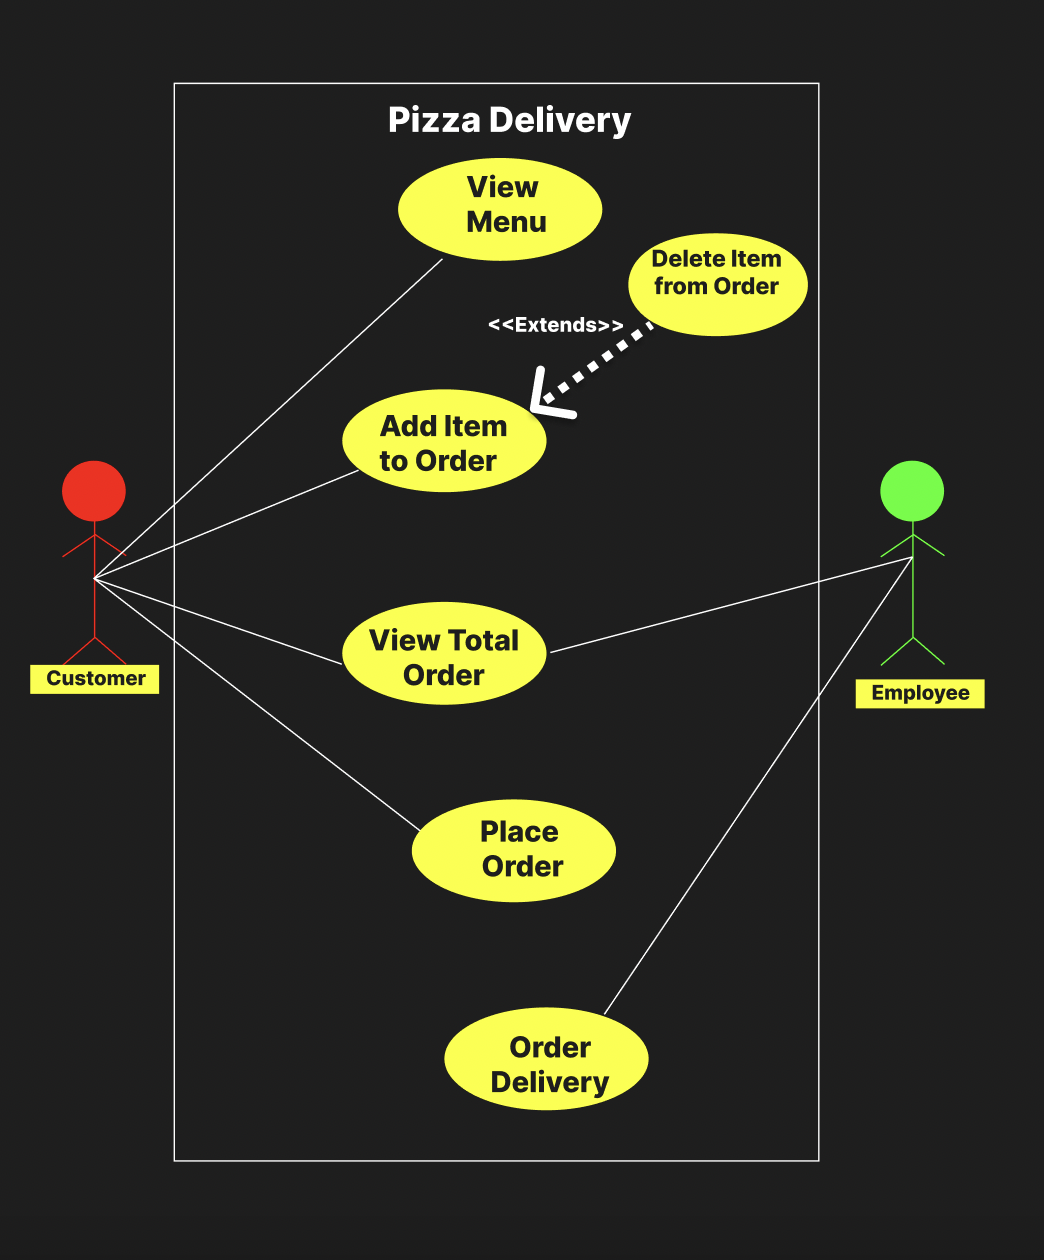 Pizza Delivery
View
Menu
Delete Item
from Order
<<Extends>>
Add Item
to Order
View Total
Order
Customer
Employee
Place
Order
Order
Delivery